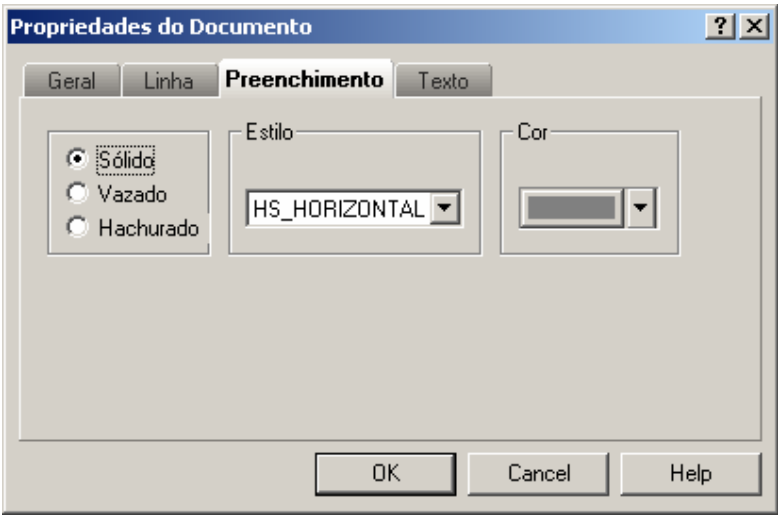 Propriedades do Documento
Geral Linha Preenchimento Texto
Estilo Cor
Sólido
Vazado
HS_HORIZONTAL
Hachurado
OK Cancel Help